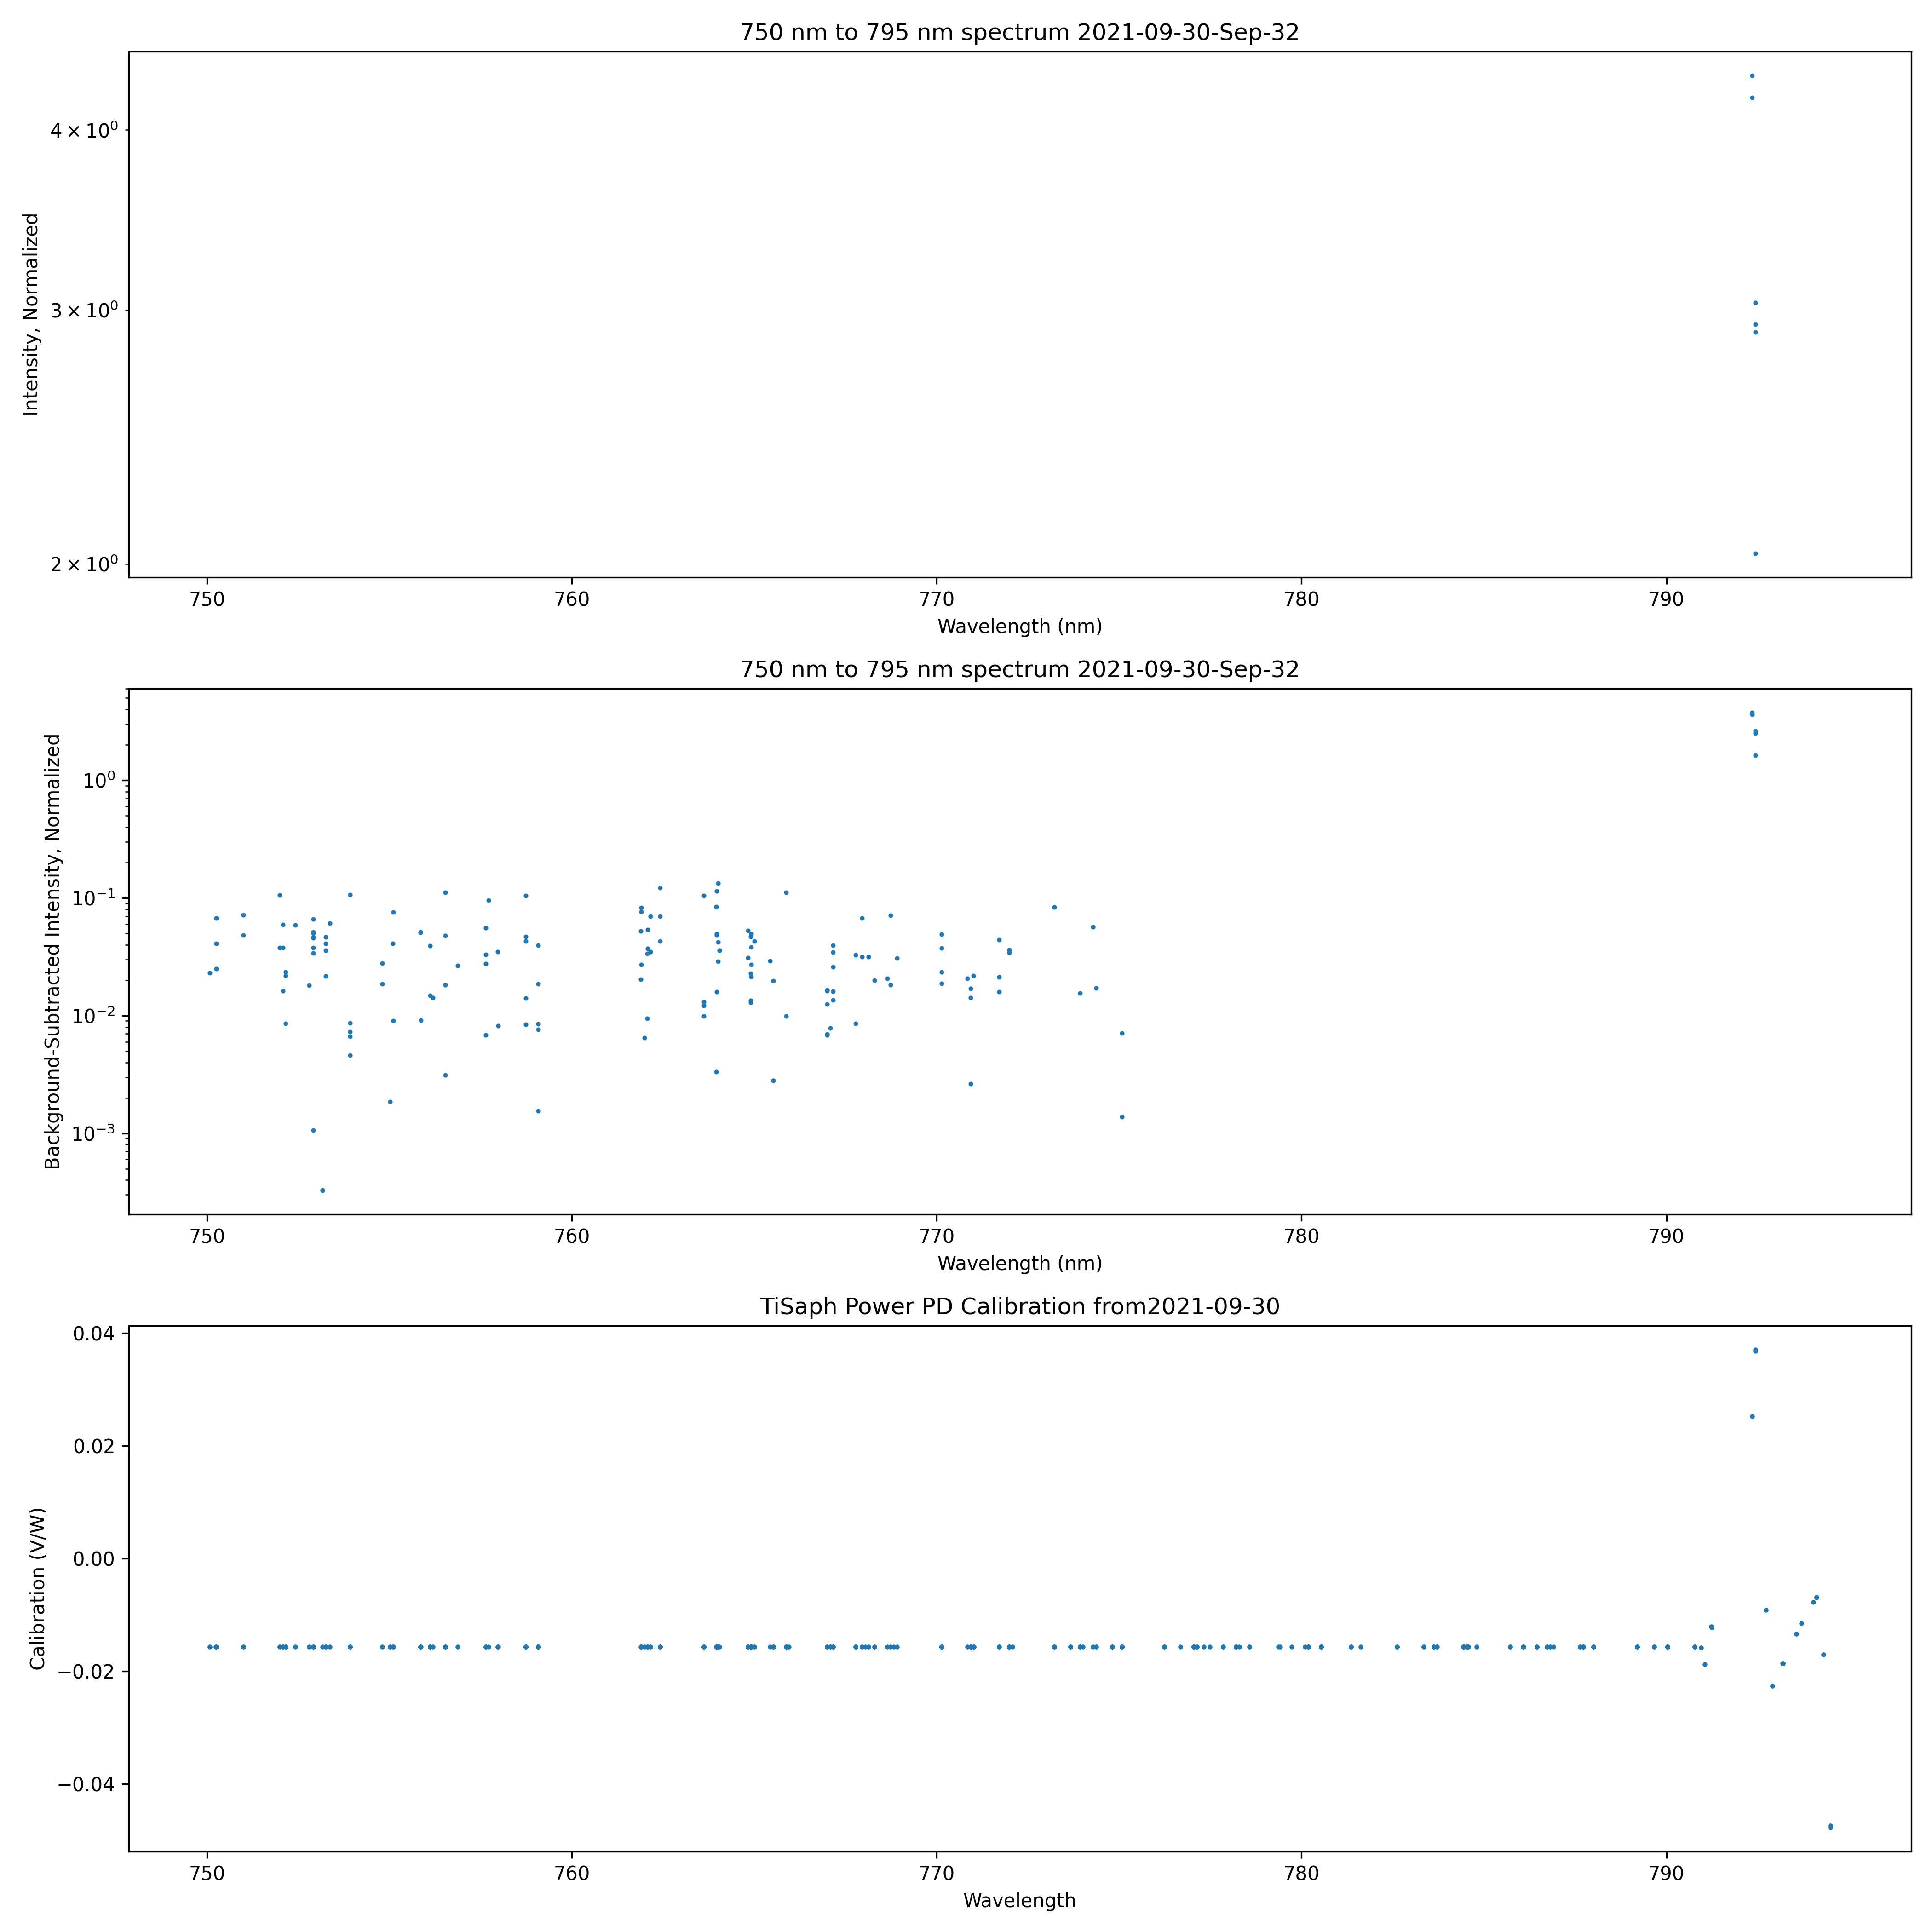 750 nm to 795 nm spectrum 2021-09-30-Sep-32
Intensity, Normalized
4 × 10⁰
3 × 10⁰
2 × 10⁰
750 760 770 780 790
Wavelength (nm)
750 nm to 795 nm spectrum 2021-09-30-Sep-32
Background-Subtracted Intensity, Normalized
10⁰
10⁻¹
10⁻²
10⁻³
750 760 770 780 790
Wavelength (nm)
TiSaph Power PD Calibration from2021-09-30
Calibration (V/W)
0.04
0.02
0.00
−0.02
−0.04
750 760 770 780 790
Wavelength